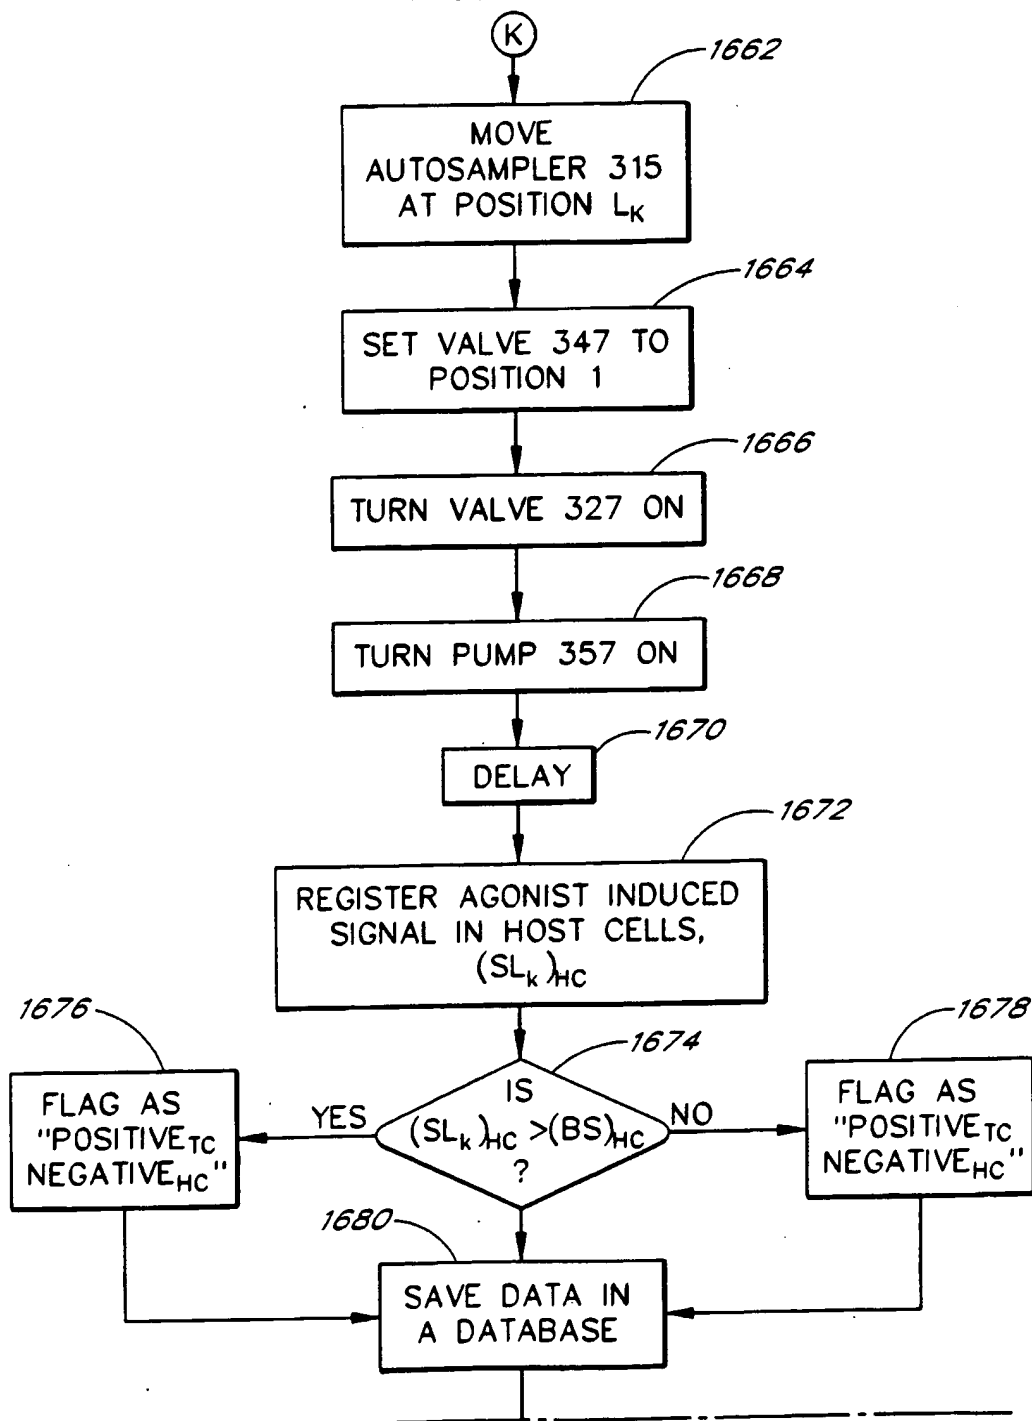 K
1662
MOVE
AUTOSAMPLER 315
AT POSITION L_K
1664
SET VALVE 347 TO
POSITION 1
1666
TURN VALVE 327 ON
1668
TURN PUMP 357 ON
1670
DELAY
1672
REGISTER AGONIST INDUCED
SIGNAL IN HOST CELLS,
(SL_k)_HC
1676
FLAG AS
"POSITIVE_TC
NEGATIVE_HC"
YES
1674
IS
(SL_k)_HC >(BS)_HC
?
NO
1678
FLAG AS
"POSITIVE_TC
NEGATIVE_HC"
1680
SAVE DATA IN
A DATABASE